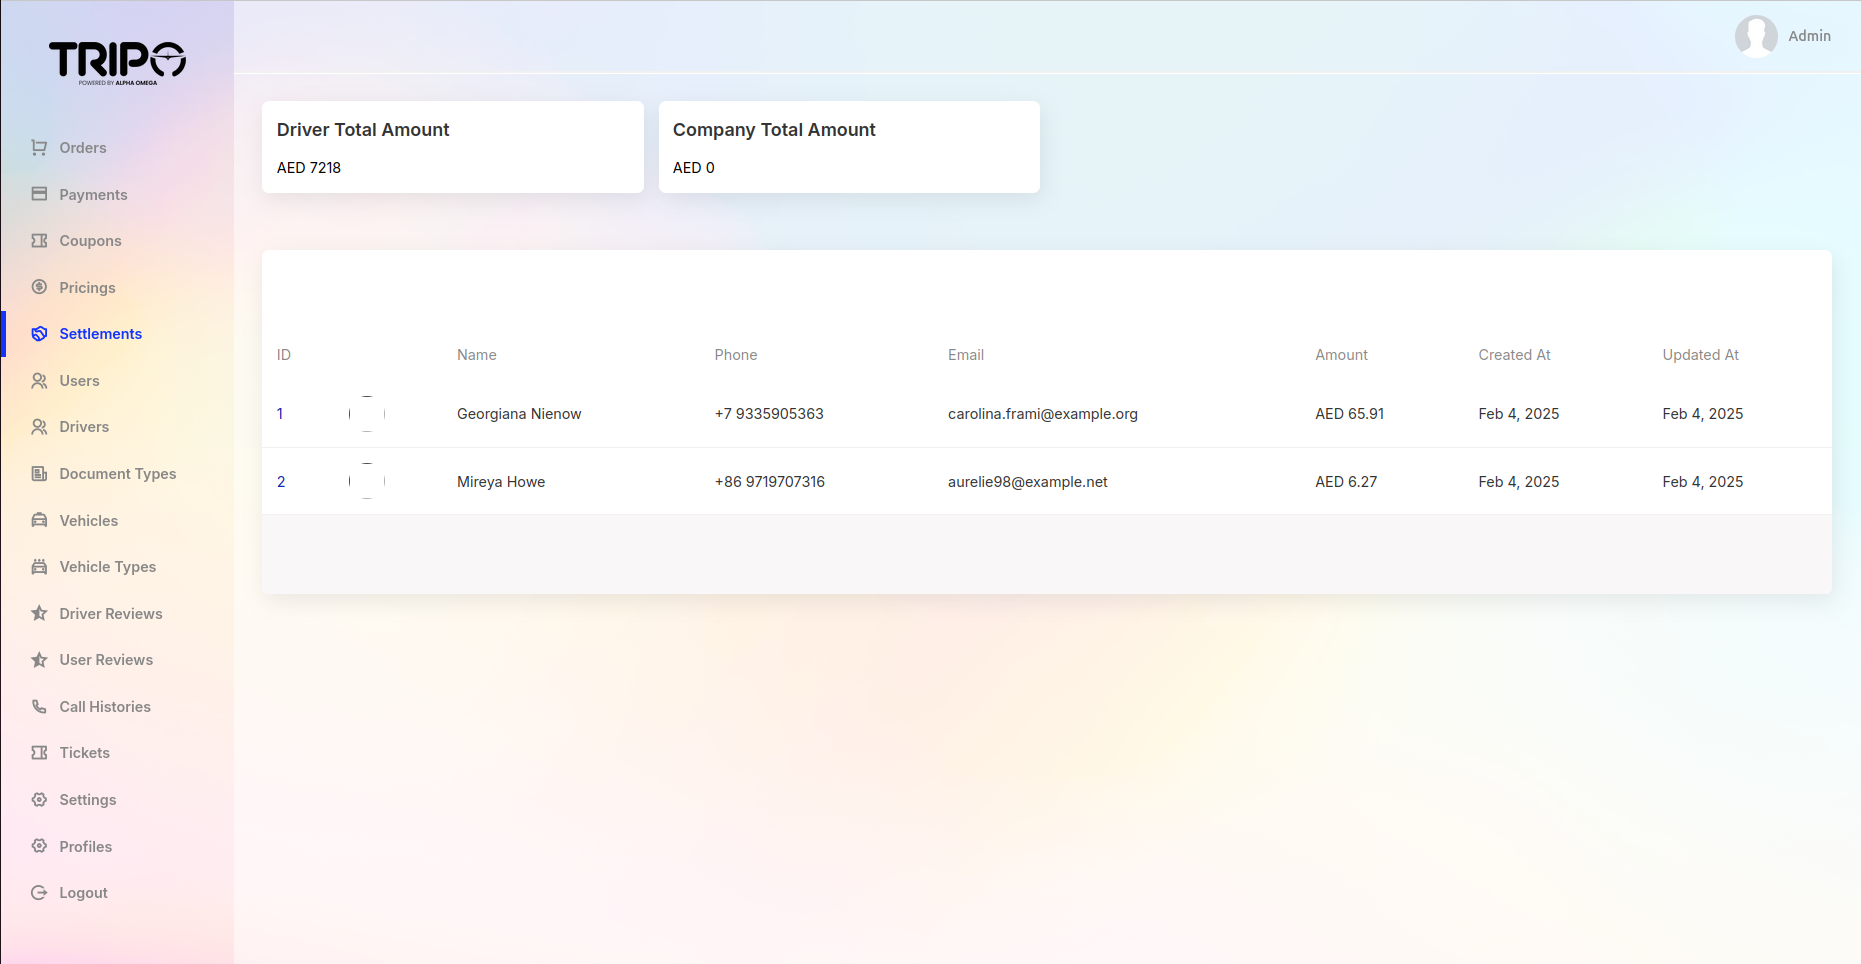 TRIPO
POWERED BY ALPHA OMEGA
Admin
Orders
Payments
Coupons
Pricings
Settlements
Users
Drivers
Document Types
Vehicles
Vehicle Types
Driver Reviews
User Reviews
Call Histories
Tickets
Settings
Profiles
Logout
Driver Total Amount
AED 7218
Company Total Amount
AED 0
ID Name Phone Email Amount Created At Updated At
1 Georgiana Nienow +7 9335905363 carolina.frami@example.org AED 65.91 Feb 4, 2025 Feb 4, 2025
2 Mireya Howe +86 9719707316 aurelie98@example.net AED 6.27 Feb 4, 2025 Feb 4, 2025